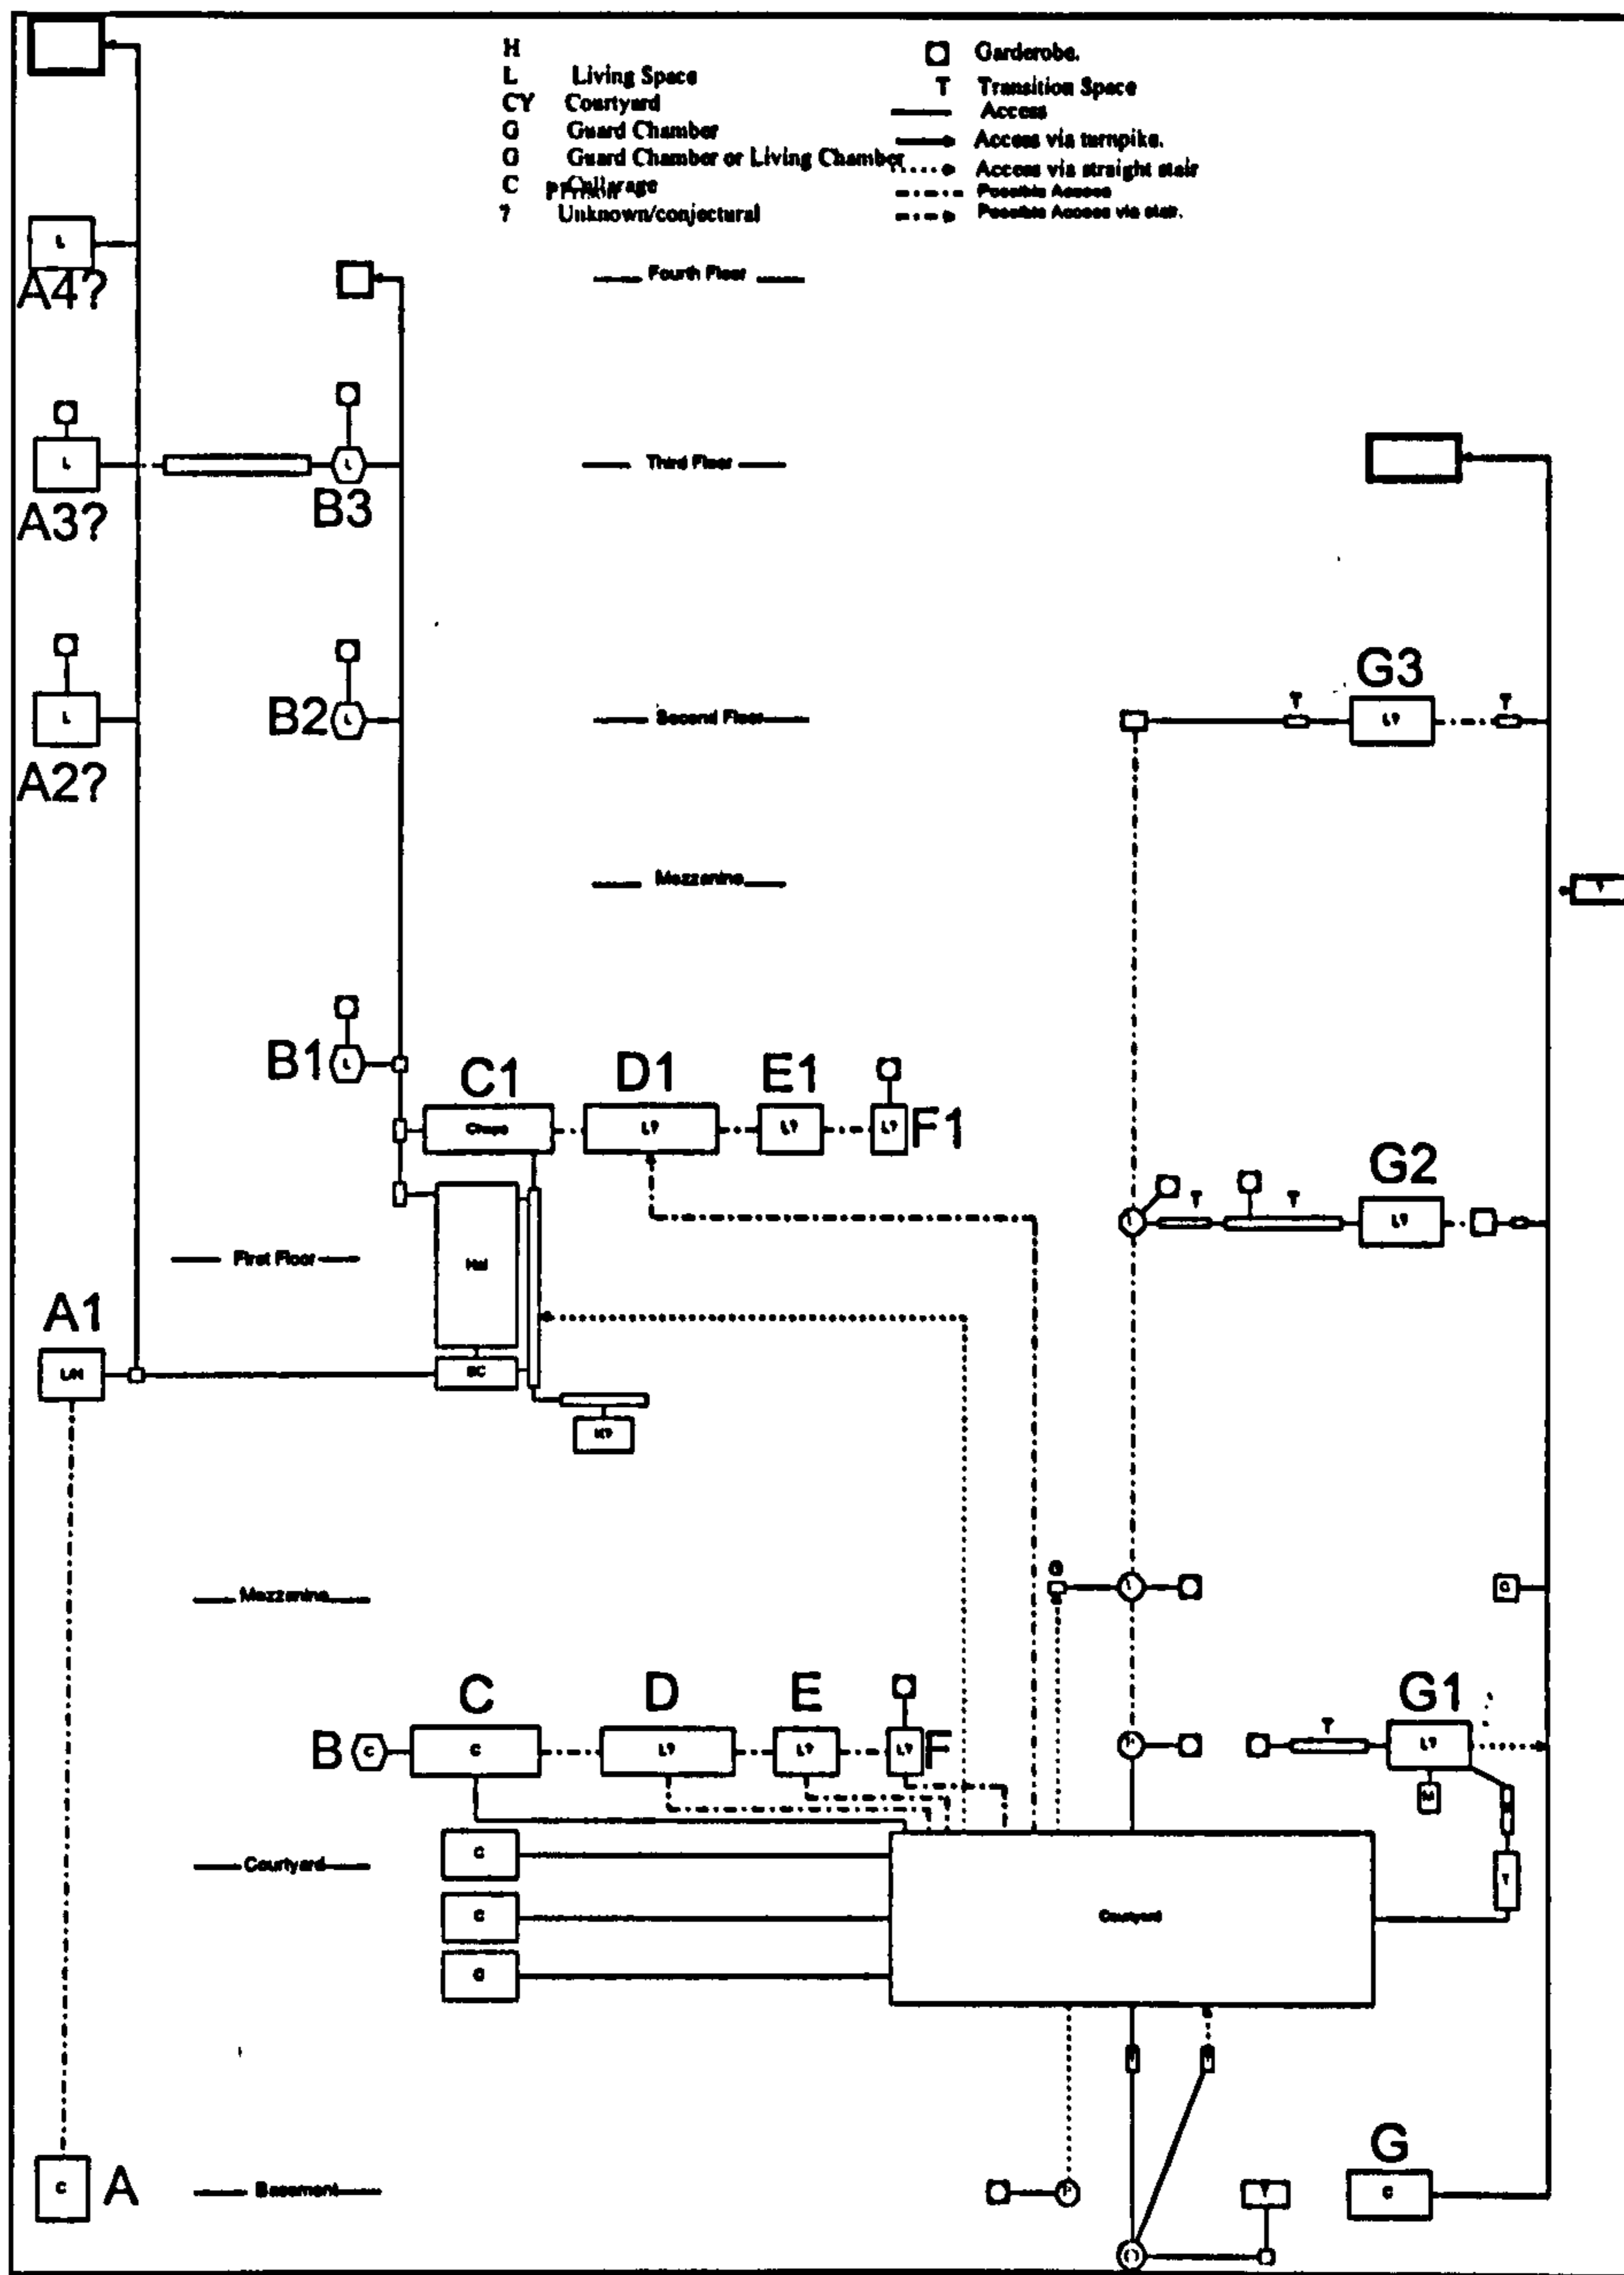 H
L Living Space
CY Courtyard
G Guard Chamber
G Guard Chamber or Living Chamber
C
? Unknown/conjectural
Garderobe.
T Transition Space
Access
Access via turnpike.
Access via straight stair
Possible Access
Possible Access via stair.
L
A4?
Fourth Floor
L
A3?
L
B3
Third Floor
L
A2?
B2
L
Second Floor
T
G3
L?
T
Mezzanine
B1
L
C1
D1
L?
E1
L?
L?
F1
T
T
G2
L?
First Floor
Hal
A1
Mezzanine
G
B
C
C
C
D
L?
E
L?
L?
F
T
G1
L?
M
Courtyard
C
C
Courtyard
T
C
A
Basement
G